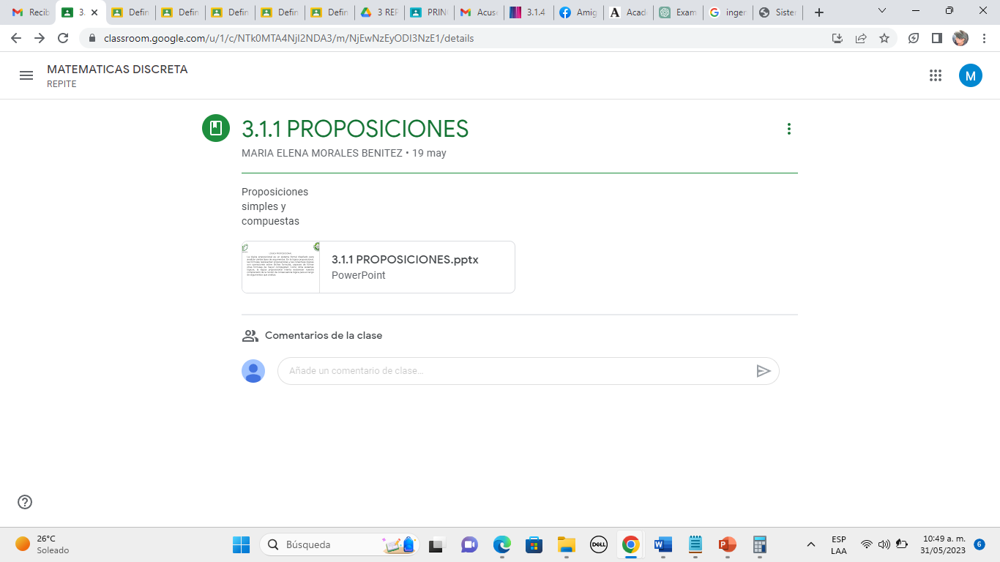 Recib
3.
Defin
Defin
Defin
Defin
Defin
3 REP
PRIN
Acuse
3.1.4
Amig
Acad
Exam
inger
Sister
classroom.google.com/u/1/c/NTk0MTA4NjI2NDA3/m/NjEwNzEyODI3NzE1/details
MATEMATICAS DISCRETA
REPITE
M
3.1.1 PROPOSICIONES
MARIA ELENA MORALES BENITEZ • 19 may
Proposiciones
simples y
compuestas
3.1.1 PROPOSICIONES.pptx
PowerPoint
Comentarios de la clase
Añade un comentario de clase...
26°C
Soleado
Búsqueda
DELL
ESP
LAA
10:49 a. m.
31/05/2023
6